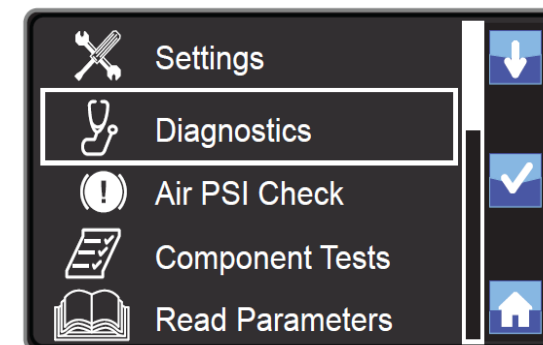 Settings
Diagnostics
Air PSI Check
Component Tests
Read Parameters